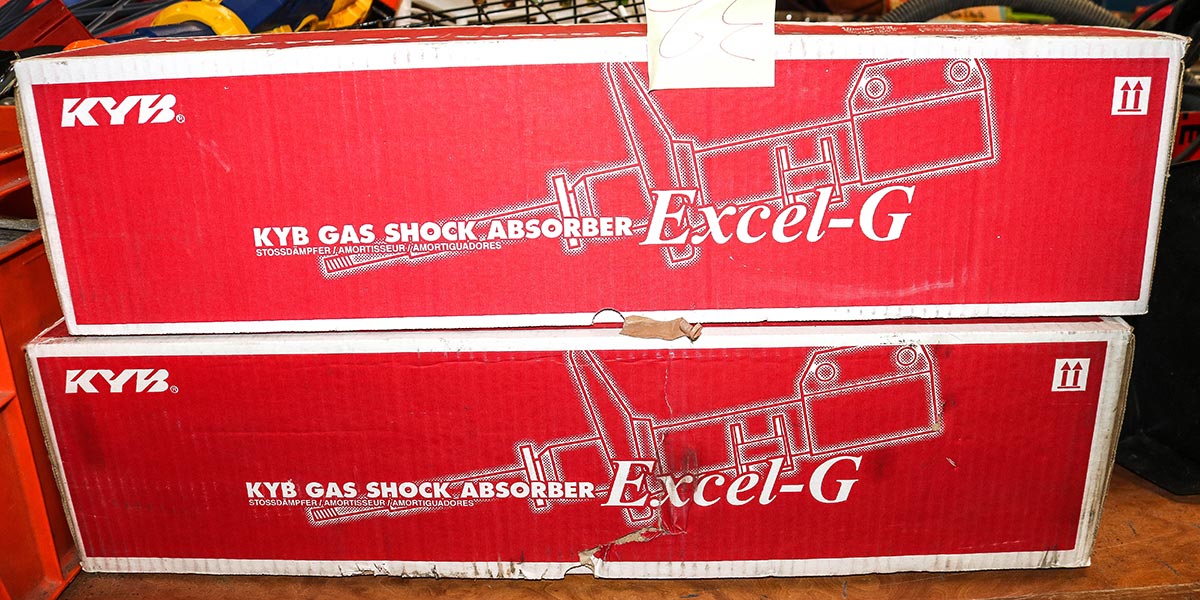 KYB®
KYB GAS SHOCK ABSORBER Excel-G
STOSSDÄMPFER / AMORTISSEUR / AMORTIGUADORES
KYB®
KYB GAS SHOCK ABSORBER Excel-G
STOSSDÄMPFER / AMORTISSEUR / AMORTIGUADORES